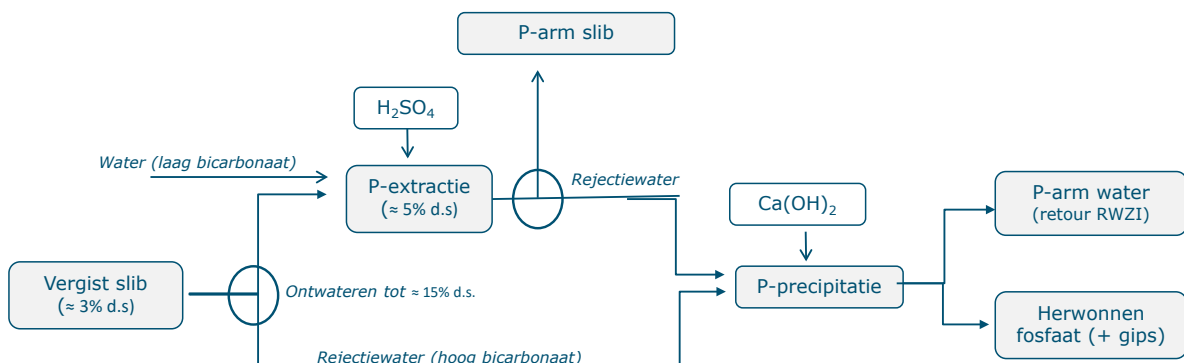 P-arm slib
H₂SO₄
Water (laag bicarbonaat)
P-extractie
(≈ 5% d.s)
Rejectiewater
Ca(OH)₂
P-arm water
(retour RWZI)
Vergist slib
(≈ 3% d.s)
Ontwateren tot ≈ 15% d.s.
P-precipitatie
Herwonnen
fosfaat (+ gips)
Rejectiewater (hoog bicarbonaat)